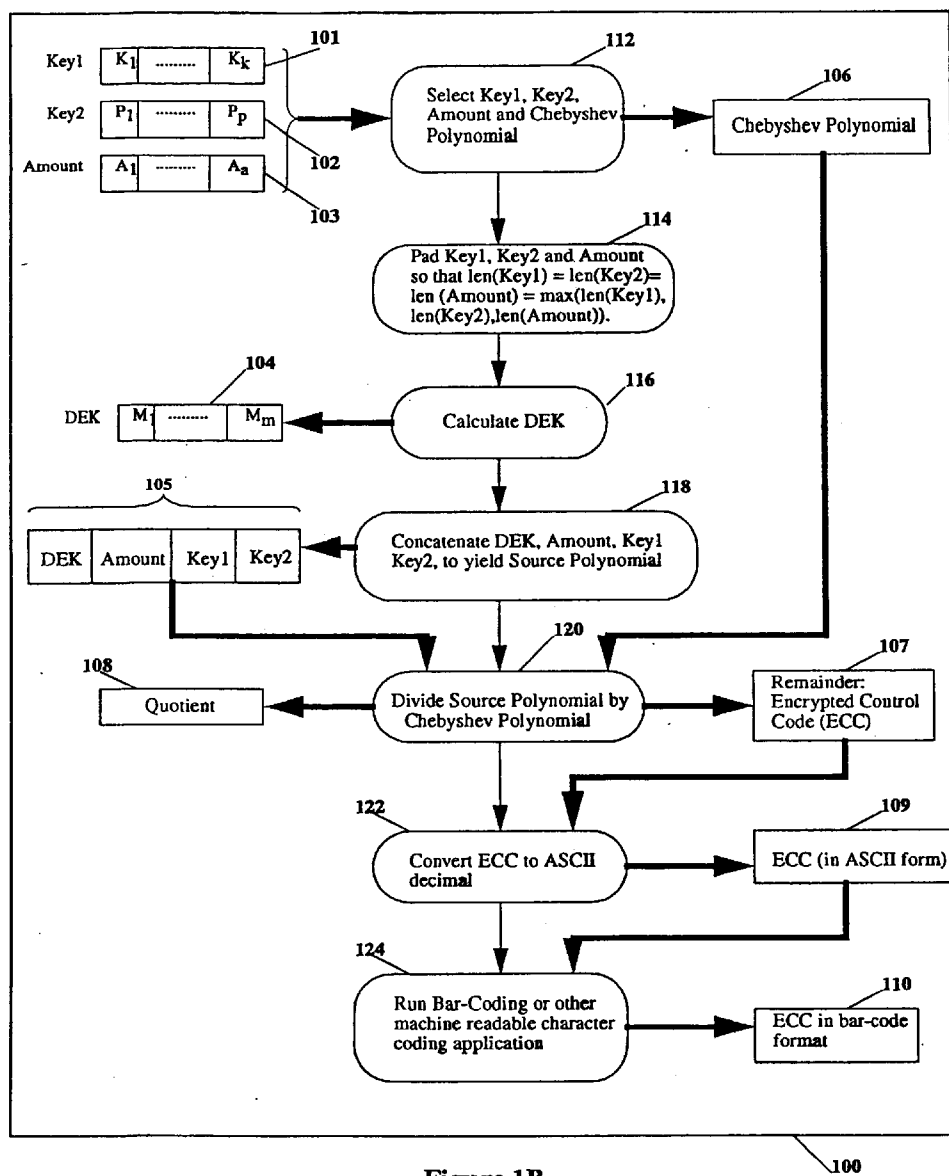 101
Key1 K1 ......... Kk
112
106
Select Key1, Key2,
Amount and Chebyshev
Polynomial
Chebyshev Polynomial
Key2 P1 ......... Pp
102
Amount A1 ......... Aa
103
114
Pad Key1, Key2 and Amount
so that len(Key1) = len(Key2)=
len (Amount) = max(len(Key1),
len(Key2),len(Amount)).
104
116
DEK M1 ......... Mm
Calculate DEK
105
118
DEK Amount Key1 Key2
Concatenate DEK, Amount, Key1
Key2, to yield Source Polynomial
120
108
107
Quotient
Divide Source Polynomial by
Chebyshev Polynomial
Remainder:
Encrypted Control
Code (ECC)
122
109
Convert ECC to ASCII
decimal
ECC (in ASCII form)
124
110
Run Bar-Coding or other
machine readable character
coding application
ECC in bar-code
format
100
Figure 1B